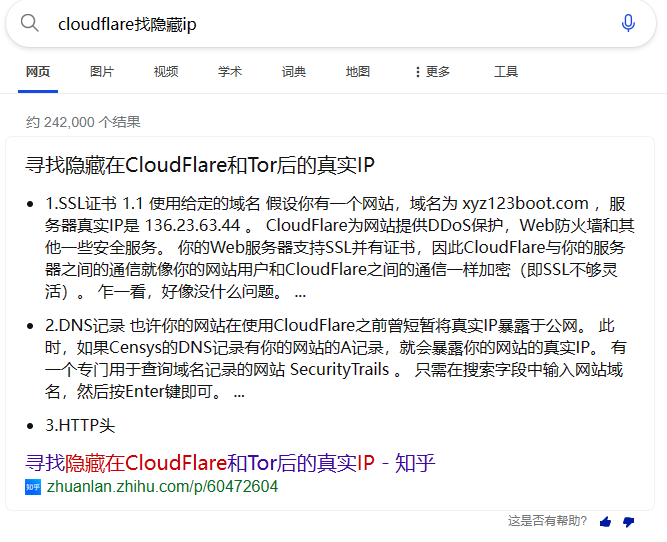 cloudflare找隐藏ip
网页 图片 视频 学术 词典 地图 更多 工具
约 242,000 个结果
寻找隐藏在CloudFlare和Tor后的真实IP
1.SSL证书 1.1 使用给定的域名 假设你有一个网站，域名为 xyz123boot.com ，服
务器真实IP是 136.23.63.44 。 CloudFlare为网站提供DDoS保护，Web防火墙和其
他一些安全服务。 你的Web服务器支持SSL并有证书，因此CloudFlare与你的服务
器之间的通信就像你的网站用户和CloudFlare之间的通信一样加密（即SSL不够灵
活）。 乍一看，好像没什么问题。 ...
2.DNS记录 也许你的网站在使用CloudFlare之前曾短暂将真实IP暴露于公网。 此
时，如果Censys的DNS记录有你的网站的A记录，就会暴露你的网站的真实IP。 有
一个专门用于查询域名记录的网站 SecurityTrails 。 只需在搜索字段中输入网站域
名，然后按Enter键即可。 ...
3.HTTP头
寻找隐藏在CloudFlare和Tor后的真实IP - 知乎
知乎 zhuanlan.zhihu.com/p/60472604
这是否有帮助?